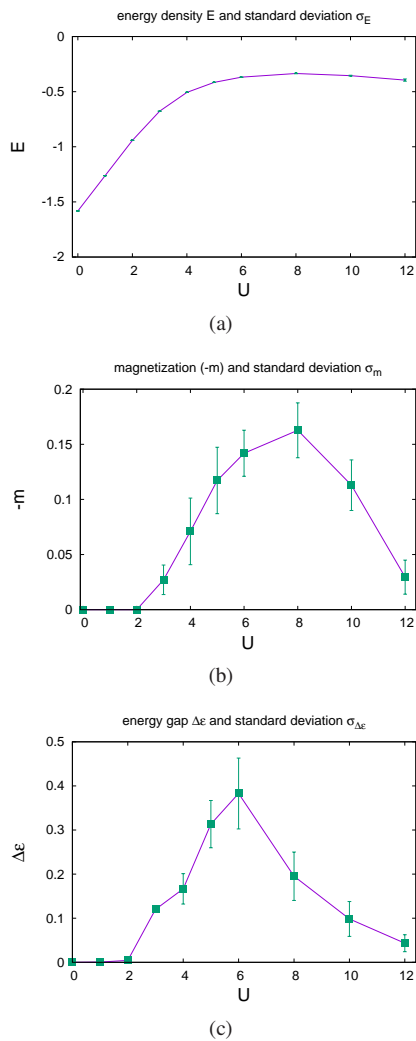 energy density E and standard deviation σE
0
-0.5
-1
-1.5
-2
E
0 2 4 6 8 10 12
U
(a)
magnetization (-m) and standard deviation σm
0.2
0.15
0.1
0.05
0
-m
0 2 4 6 8 10 12
U
(b)
energy gap Δε and standard deviation σΔε
0.5
0.4
0.3
0.2
0.1
0
Δε
0 2 4 6 8 10 12
U
(c)